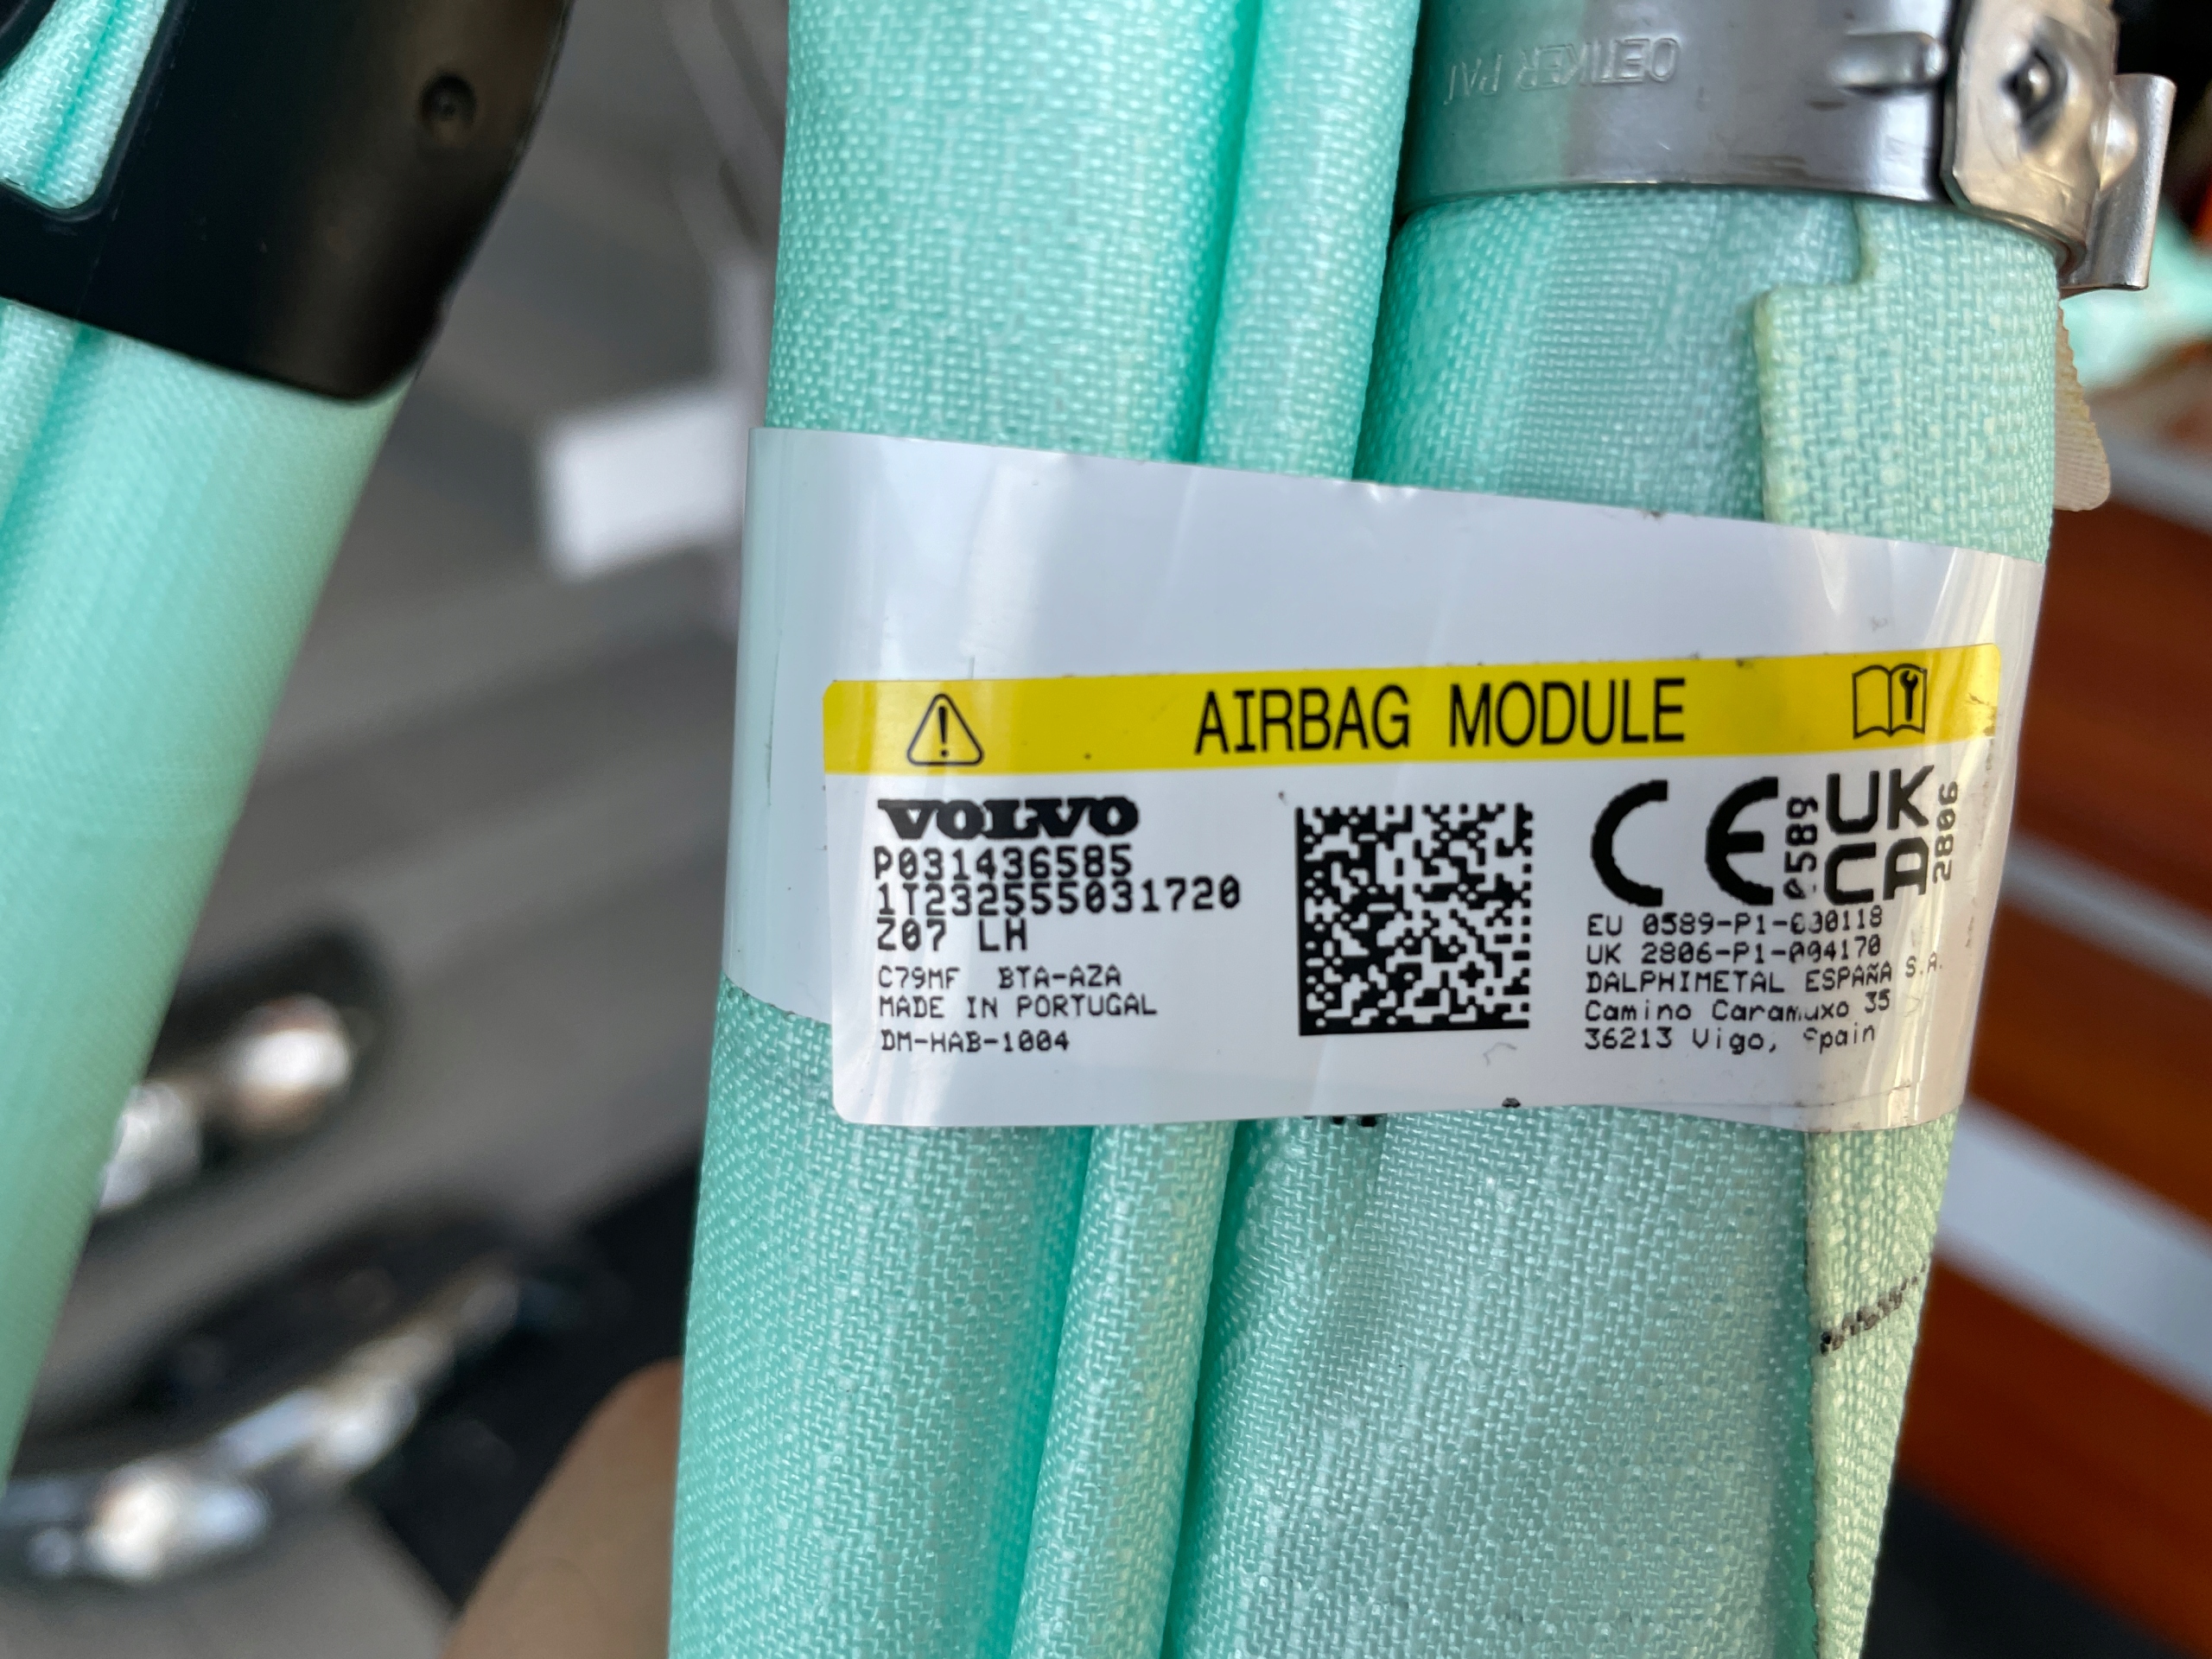 OETIKER PAT
AIRBAG MODULE
VOLVO
P031436585
1T232555031720
Z07 LH
C79MF BTA-AZA
MADE IN PORTUGAL
DM-HAB-1004
CE 0589
UK
CA 2806
EU 0589-P1-000118
UK 2806-P1-004170
DALPHIMETAL ESPAÑA S.A.
Camino Caramuxo 35
36213 Vigo, Spain